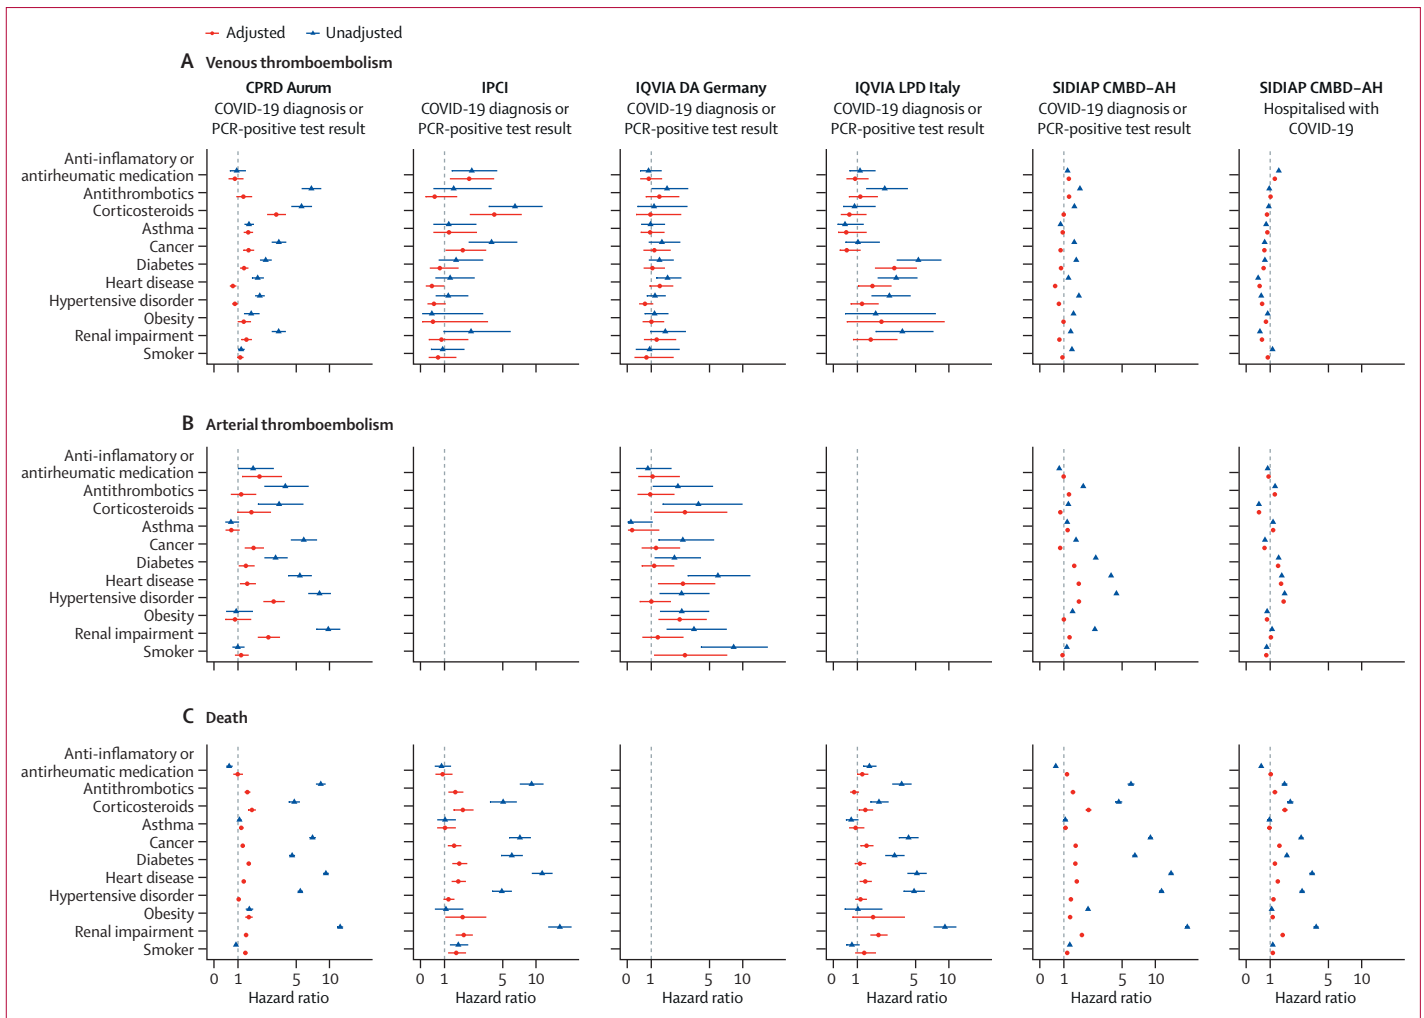 Adjusted Unadjusted
A Venous thromboembolism
CPRD Aurum
COVID-19 diagnosis or
PCR-positive test result
IPCI
COVID-19 diagnosis or
PCR-positive test result
IQVIA DA Germany
COVID-19 diagnosis or
PCR-positive test result
IQVIA LPD Italy
COVID-19 diagnosis or
PCR-positive test result
SIDIAP CMBD–AH
COVID-19 diagnosis or
PCR-positive test result
SIDIAP CMBD–AH
Hospitalised with
COVID-19
Anti-inflamatory or
antirheumatic medication
Antithrombotics
Corticosteroids
Asthma
Cancer
Diabetes
Heart disease
Hypertensive disorder
Obesity
Renal impairment
Smoker
B Arterial thromboembolism
Anti-inflamatory or
antirheumatic medication
Antithrombotics
Corticosteroids
Asthma
Cancer
Diabetes
Heart disease
Hypertensive disorder
Obesity
Renal impairment
Smoker
C Death
Anti-inflamatory or
antirheumatic medication
Antithrombotics
Corticosteroids
Asthma
Cancer
Diabetes
Heart disease
Hypertensive disorder
Obesity
Renal impairment
Smoker
0 1 5 10 0 1 5 10 0 1 5 10 0 1 5 10 0 1 5 10 0 1 5 10
Hazard ratio Hazard ratio Hazard ratio Hazard ratio Hazard ratio Hazard ratio